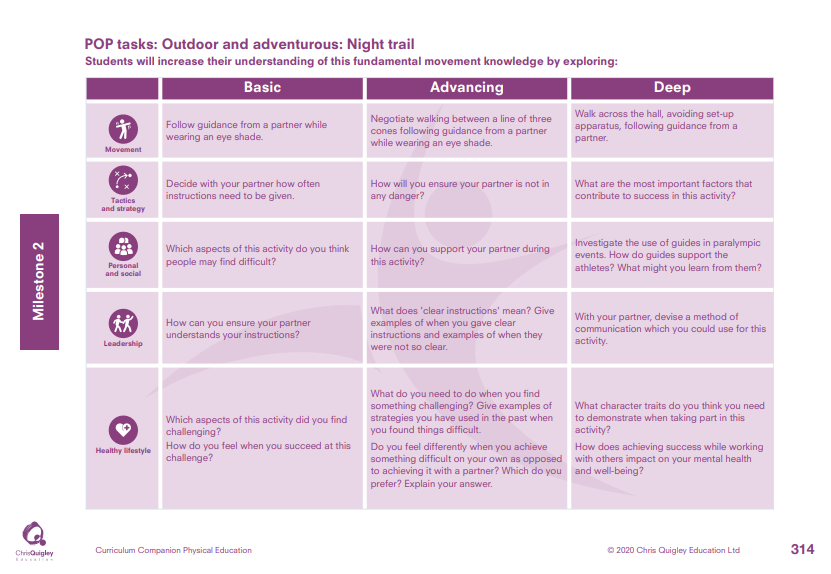 POP tasks: Outdoor and adventurous: Night trail
Students will increase their understanding of this fundamental movement knowledge by exploring:
Basic
Advancing
Deep
Movement
Follow guidance from a partner while
wearing an eye shade.
Negotiate walking between a line of three
cones following guidance from a partner
while wearing an eye shade.
Walk across the hall, avoiding set-up
apparatus, following guidance from a
partner.
Tactics
and strategy
Decide with your partner how often
instructions need to be given.
How will you ensure your partner is not in
any danger?
What are the most important factors that
contribute to success in this activity?
Personal
and social
Which aspects of this activity do you think
people may find difficult?
How can you support your partner during
this activity?
Investigate the use of guides in paralympic
events. How do guides support the
athletes? What might you learn from them?
Leadership
How can you ensure your partner
understands your instructions?
What does 'clear instructions' mean? Give
examples of when you gave clear
instructions and examples of when they
were not so clear.
With your partner, devise a method of
communication which you could use for this
activity.
Healthy lifestyle
Which aspects of this activity did you find
challenging?
How do you feel when you succeed at this
challenge?
What do you need to do when you find
something challenging? Give examples of
strategies you have used in the past when
you found things difficult.
Do you feel differently when you achieve
something difficult on your own as opposed
to achieving it with a partner? Which do you
prefer? Explain your answer.
What character traits do you think you need
to demonstrate when taking part in this
activity?
How does achieving success while working
with others impact on your mental health
and well-being?
Milestone 2
ChrisQuigley
Education
Curriculum Companion Physical Education
© 2020 Chris Quigley Education Ltd
314